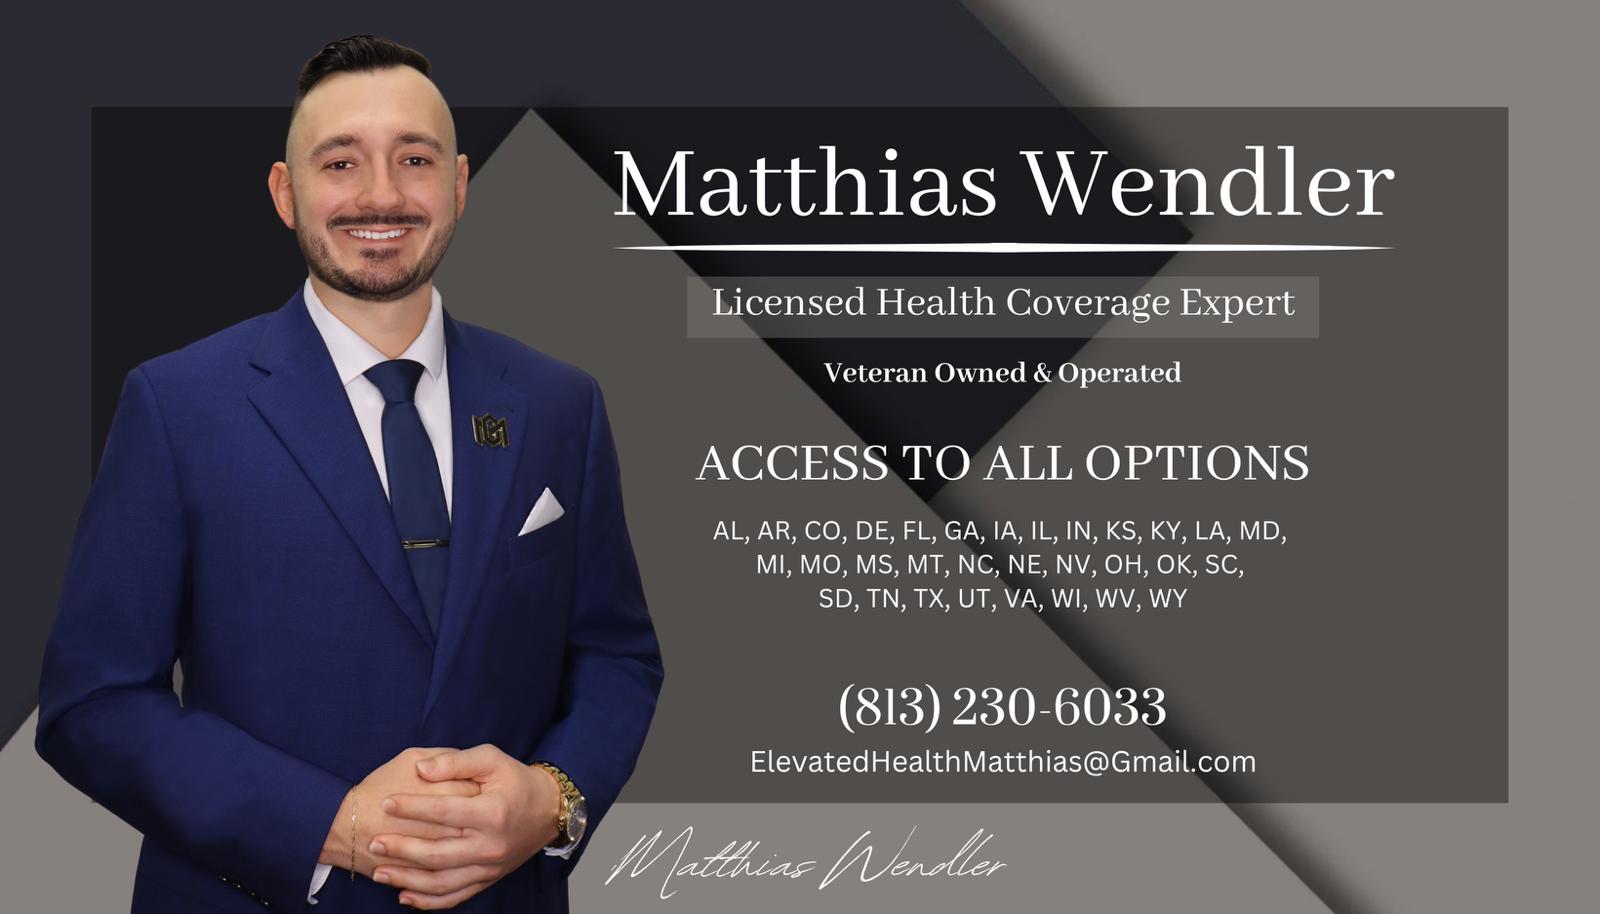 Matthias Wendler
Licensed Health Coverage Expert
Veteran Owned & Operated
ACCESS TO ALL OPTIONS
AL, AR, CO, DE, FL, GA, IA, IL, IN, KS, KY, LA, MD,
MI, MO, MS, MT, NC, NE, NV, OH, OK, SC,
SD, TN, TX, UT, VA, WI, WV, WY
(813) 230-6033
ElevatedHealthMatthias@Gmail.com
Matthias Wendler